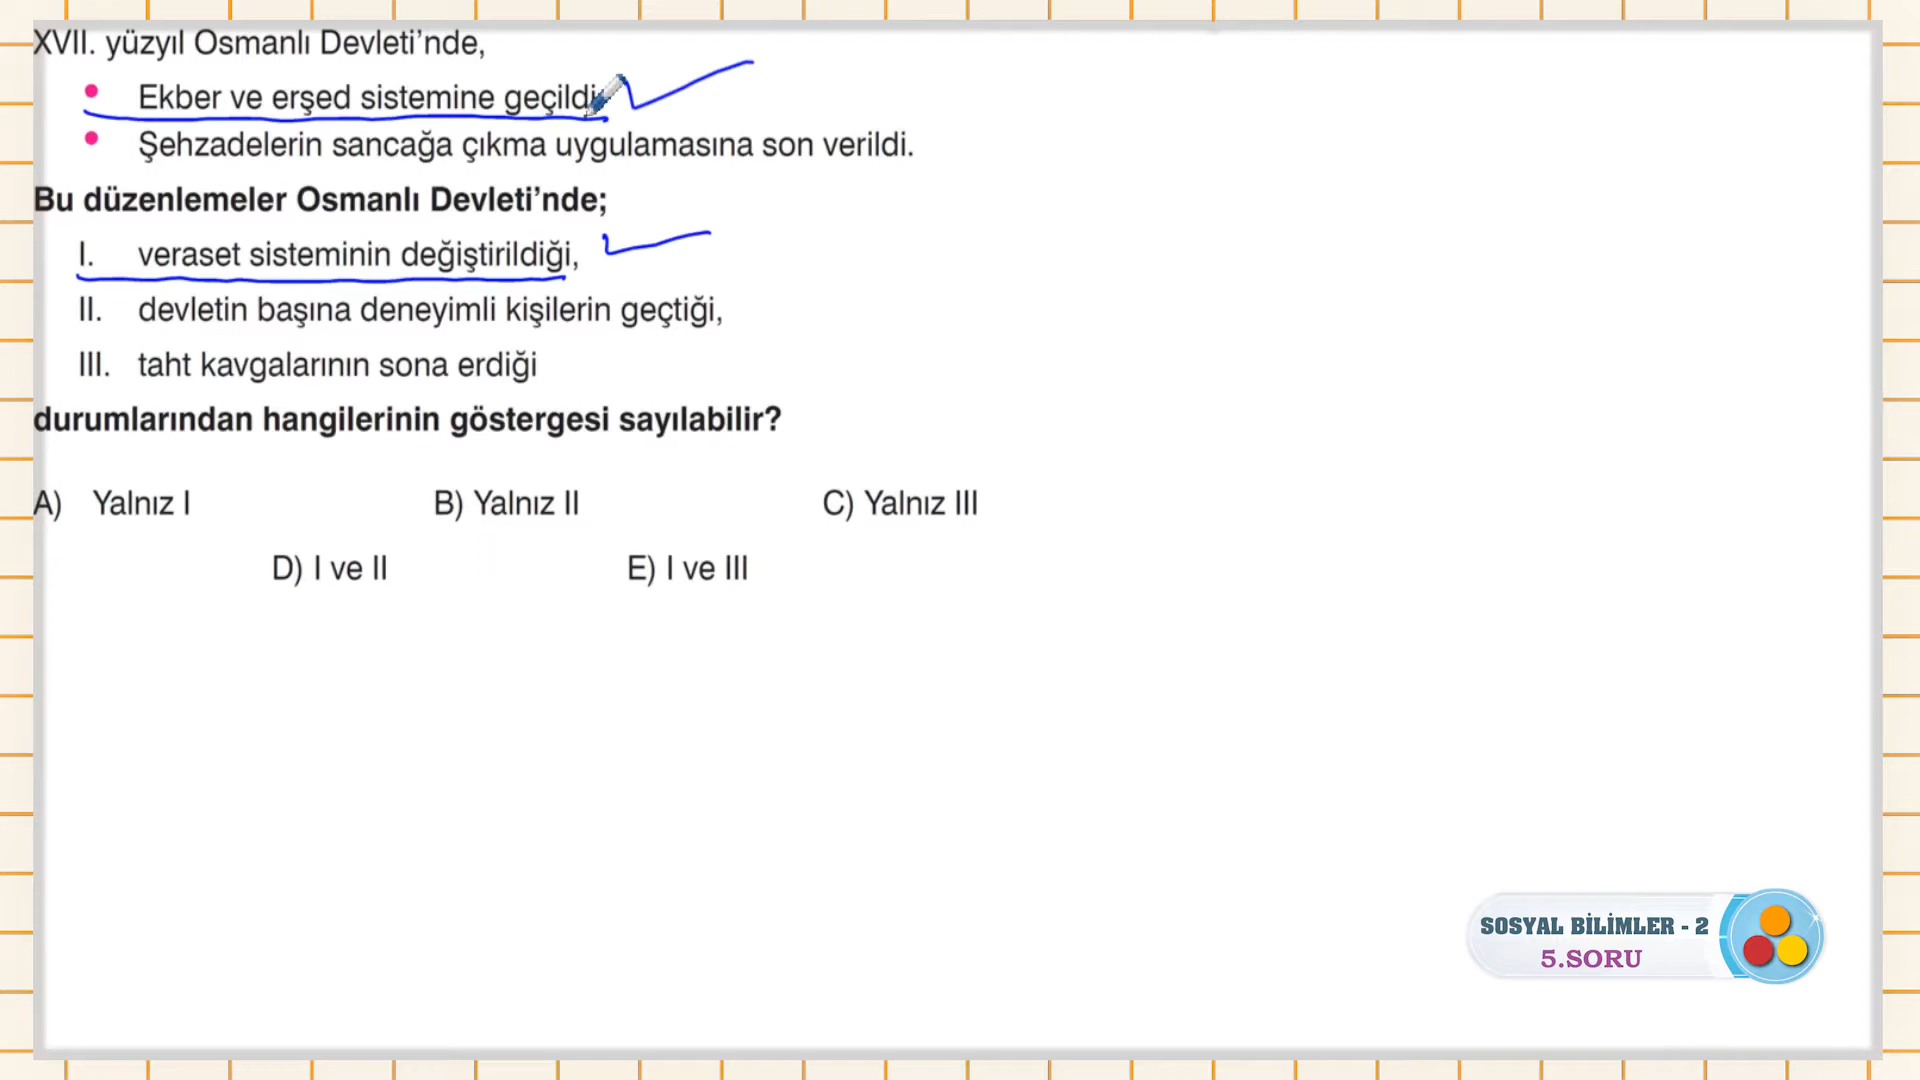 XVII. yüzyıl Osmanlı Devleti’nde,
• Ekber ve erşed sistemine geçildi.
• Şehzadelerin sancağa çıkma uygulamasına son verildi.
Bu düzenlemeler Osmanlı Devleti’nde;
I. veraset sisteminin değiştirildiği,
II. devletin başına deneyimli kişilerin geçtiği,
III. taht kavgalarının sona erdiği
durumlarından hangilerinin göstergesi sayılabilir?
A) Yalnız I B) Yalnız II C) Yalnız III
D) I ve II E) I ve III
SOSYAL BİLİMLER - 2
5.SORU